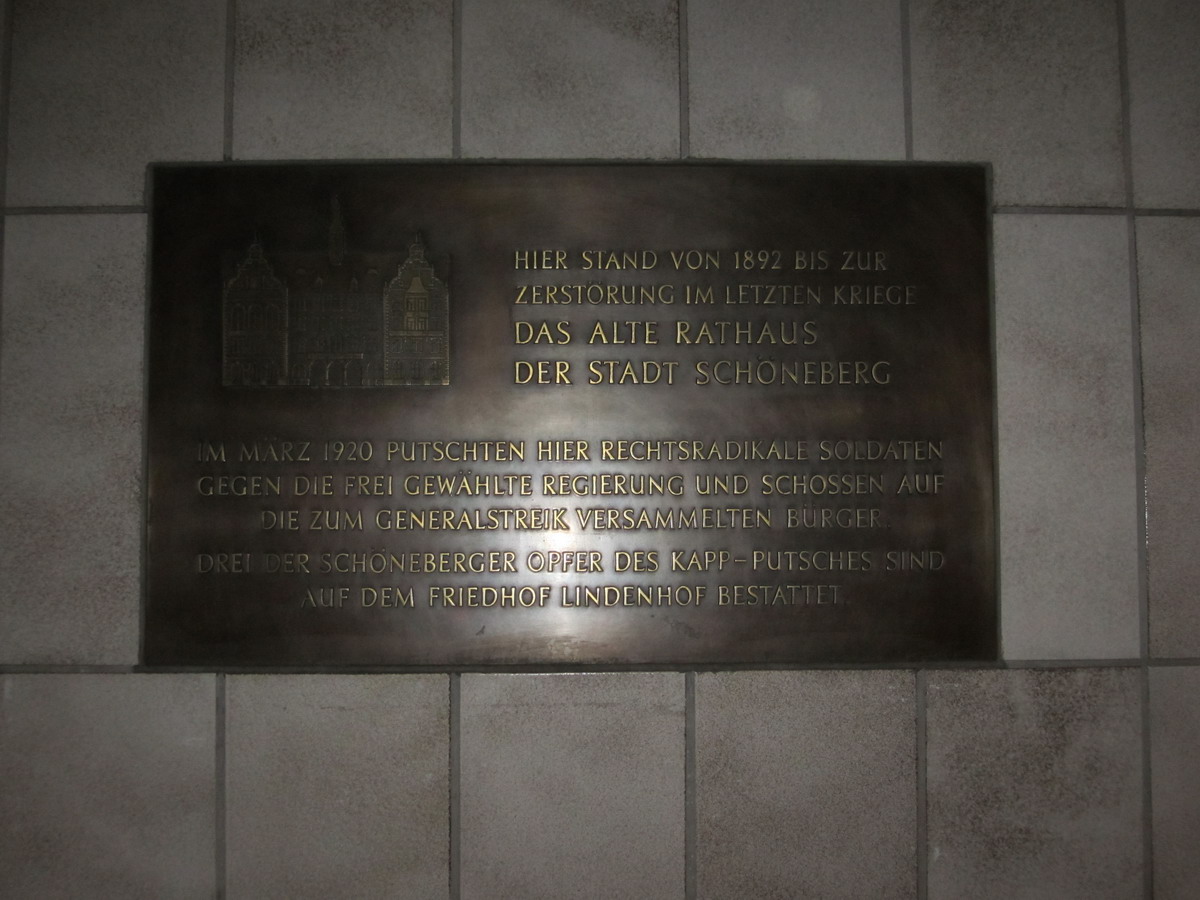 HIER STAND VON 1892 BIS ZUR
ZERSTÖRUNG IM LETZTEN KRIEGE
DAS ALTE RATHAUS
DER STADT SCHÖNEBERG
IM MÄRZ 1920 PUTSCHTEN HIER RECHTSRADIKALE SOLDATEN
GEGEN DIE FREI GEWÄHLTE REGIERUNG UND SCHOSSEN AUF
DIE ZUM GENERALSTREIK VERSAMMELTEN BÜRGER.
DREI DER SCHÖNEBERGER OPFER DES KAPP-PUTSCHES SIND
AUF DEM FRIEDHOF LINDENHOF BESTATTET.